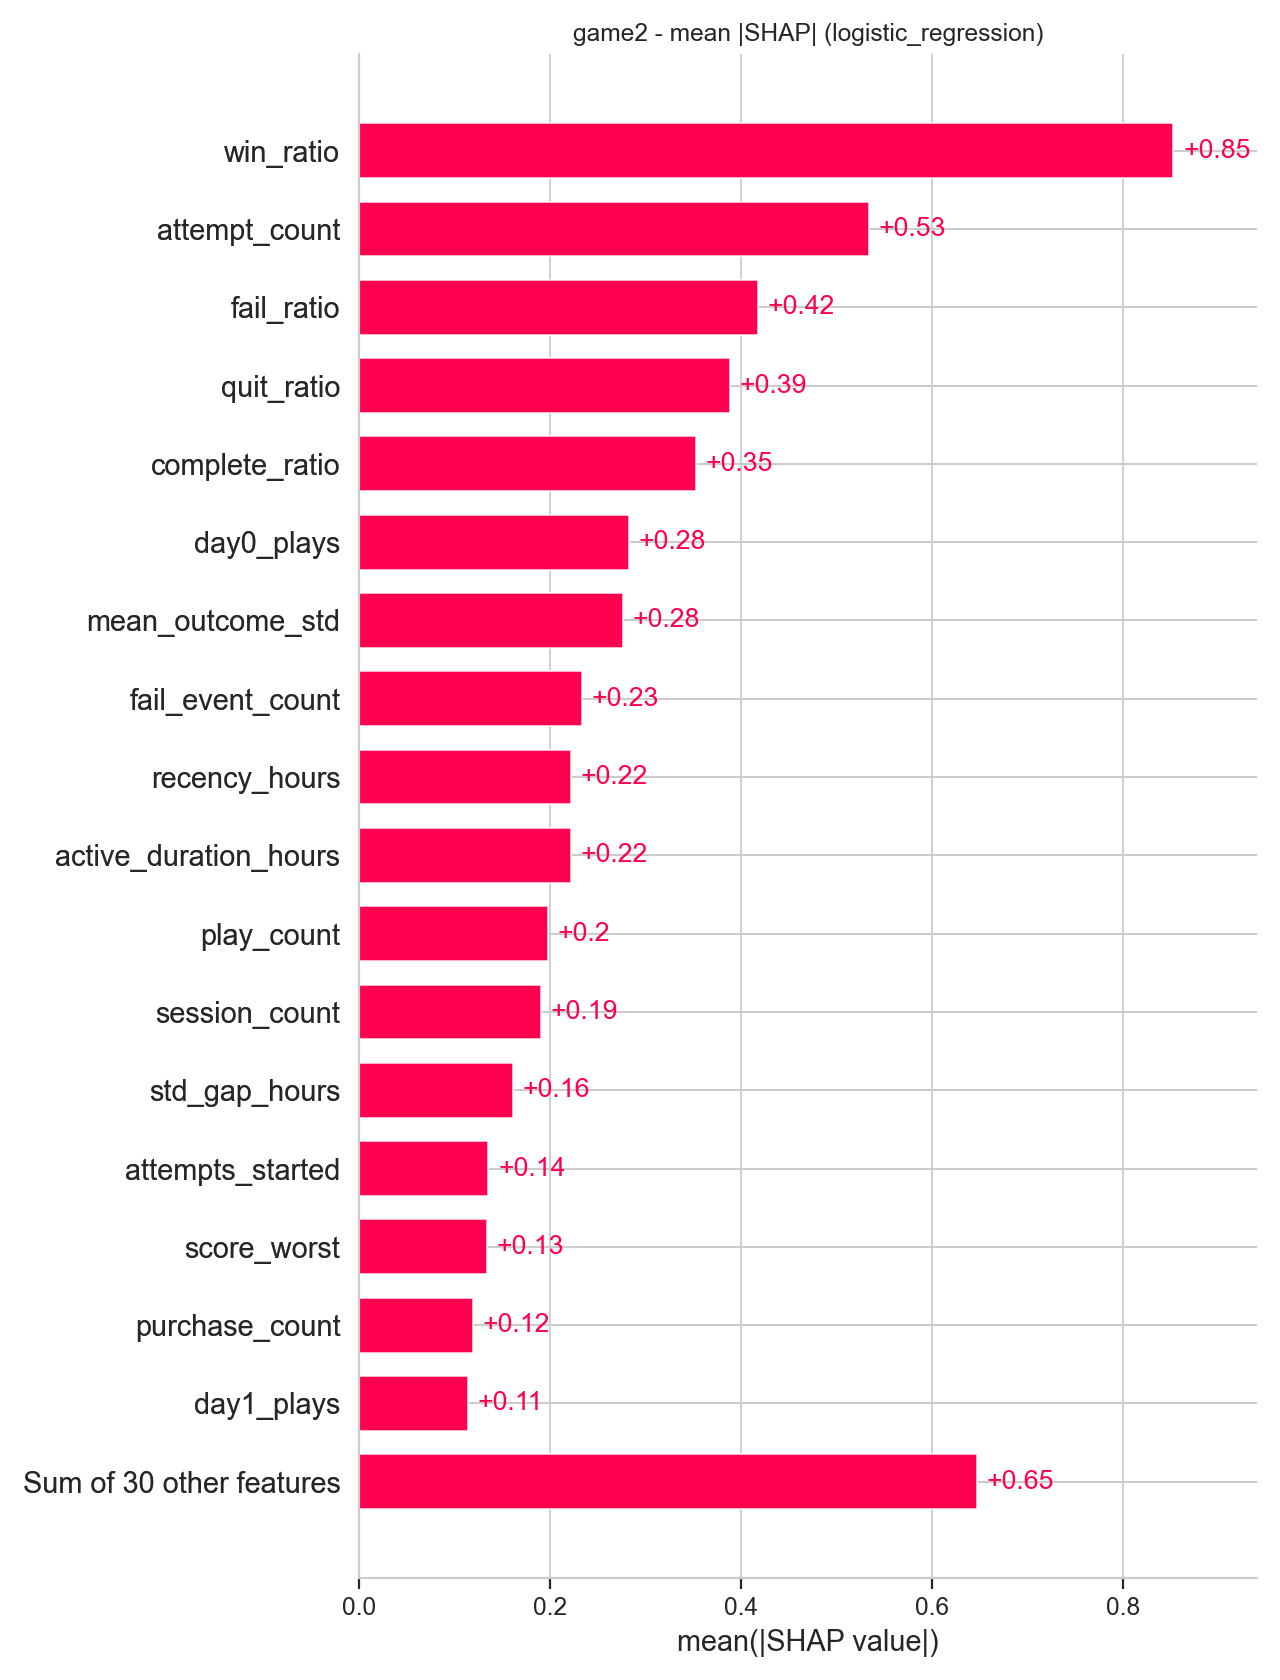 game2 - mean |SHAP| (logistic_regression)
win_ratio +0.85
attempt_count +0.53
fail_ratio +0.42
quit_ratio +0.39
complete_ratio +0.35
day0_plays +0.28
mean_outcome_std +0.28
fail_event_count +0.23
recency_hours +0.22
active_duration_hours +0.22
play_count +0.2
session_count +0.19
std_gap_hours +0.16
attempts_started +0.14
score_worst +0.13
purchase_count +0.12
day1_plays +0.11
Sum of 30 other features +0.65
0.0 0.2 0.4 0.6 0.8
mean(|SHAP value|)